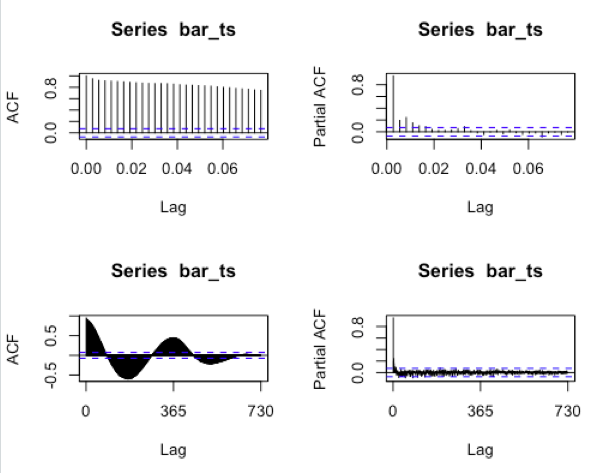 Series bar_ts
ACF
0.0 0.8
0.00 0.02 0.04 0.06
Lag
Series bar_ts
Partial ACF
0.0 0.8
0.00 0.02 0.04 0.06
Lag
Series bar_ts
ACF
-0.5 0.5
0 365 730
Lag
Series bar_ts
Partial ACF
0.0 0.8
0 365 730
Lag